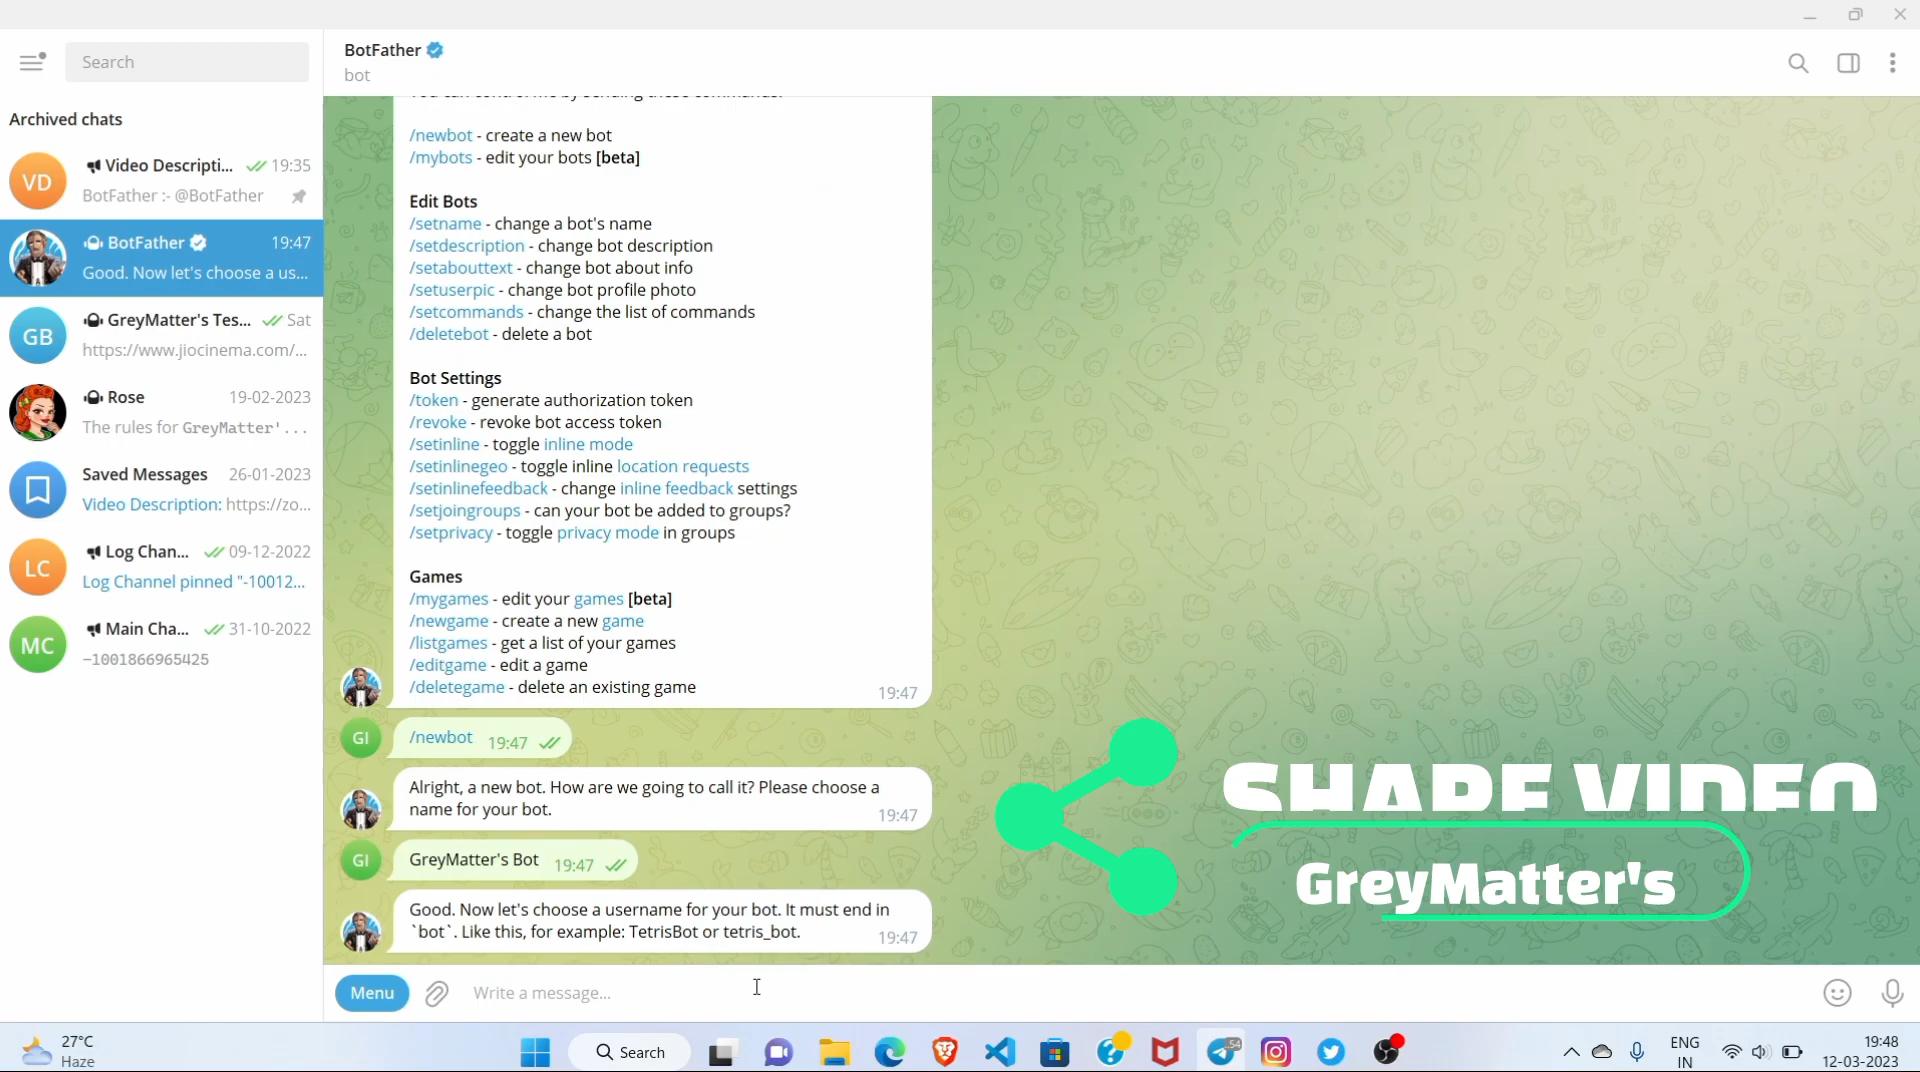 Search
Archived chats
VD
Video Descripti...
19:35
BotFather :- @BotFather
BotFather
19:47
Good. Now let's choose a us...
GB
GreyMatter's Tes...
Sat
https://www.jiocinema.com/...
Rose
19-02-2023
The rules for GreyMatter'...
Saved Messages
26-01-2023
Video Description: https://zo...
LC
Log Chan...
09-12-2022
Log Channel pinned "-10012...
MC
Main Cha...
31-10-2022
-1001866965425
BotFather
bot
/newbot - create a new bot
/mybots - edit your bots [beta]
Edit Bots
/setname - change a bot's name
/setdescription - change bot description
/setabouttext - change bot about info
/setuserpic - change bot profile photo
/setcommands - change the list of commands
/deletebot - delete a bot
Bot Settings
/token - generate authorization token
/revoke - revoke bot access token
/setinline - toggle inline mode
/setinlinegeo - toggle inline location requests
/setinlinefeedback - change inline feedback settings
/setjoingroups - can your bot be added to groups?
/setprivacy - toggle privacy mode in groups
Games
/mygames - edit your games [beta]
/newgame - create a new game
/listgames - get a list of your games
/editgame - edit a game
/deletegame - delete an existing game
19:47
GI
/newbot
19:47
Alright, a new bot. How are we going to call it? Please choose a
name for your bot.
19:47
GI
GreyMatter's Bot
19:47
Good. Now let's choose a username for your bot. It must end in
`bot`. Like this, for example: TetrisBot or tetris_bot.
19:47
SHARE VIDEO
GreyMatter's
Menu
Write a message...
27°C
Haze
Search
54
ENG
IN
19:48
12-03-2023